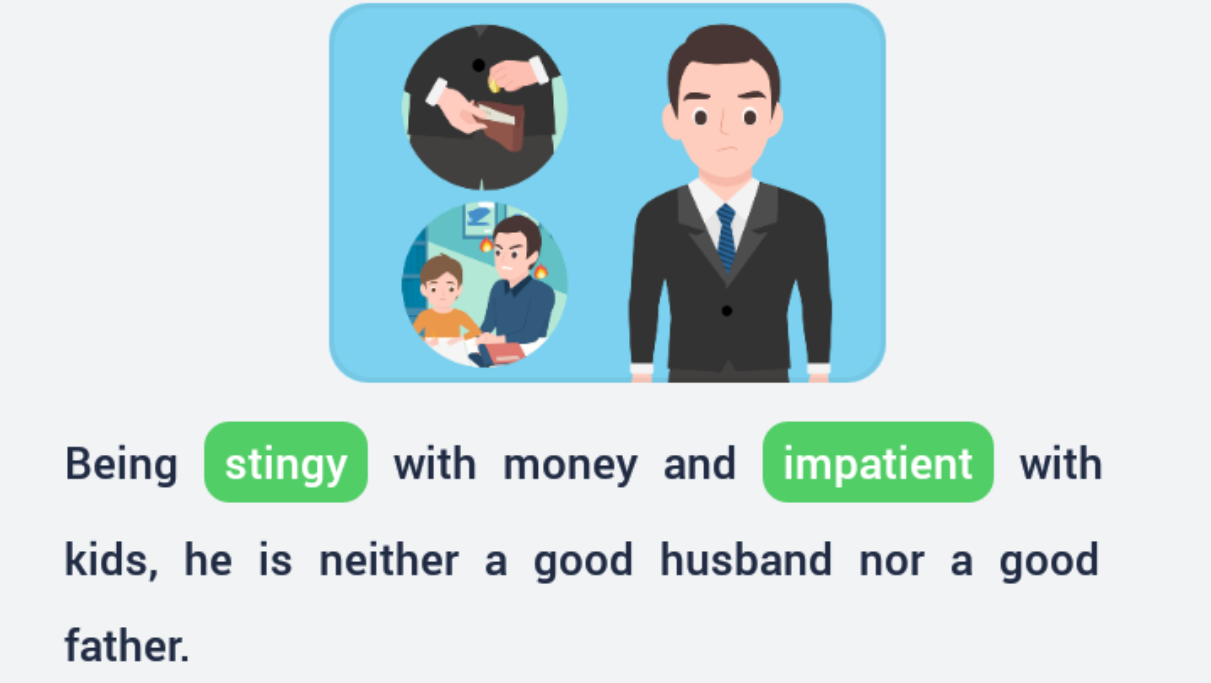 Being stingy with money and impatient with
kids, he is neither a good husband nor a good
father.